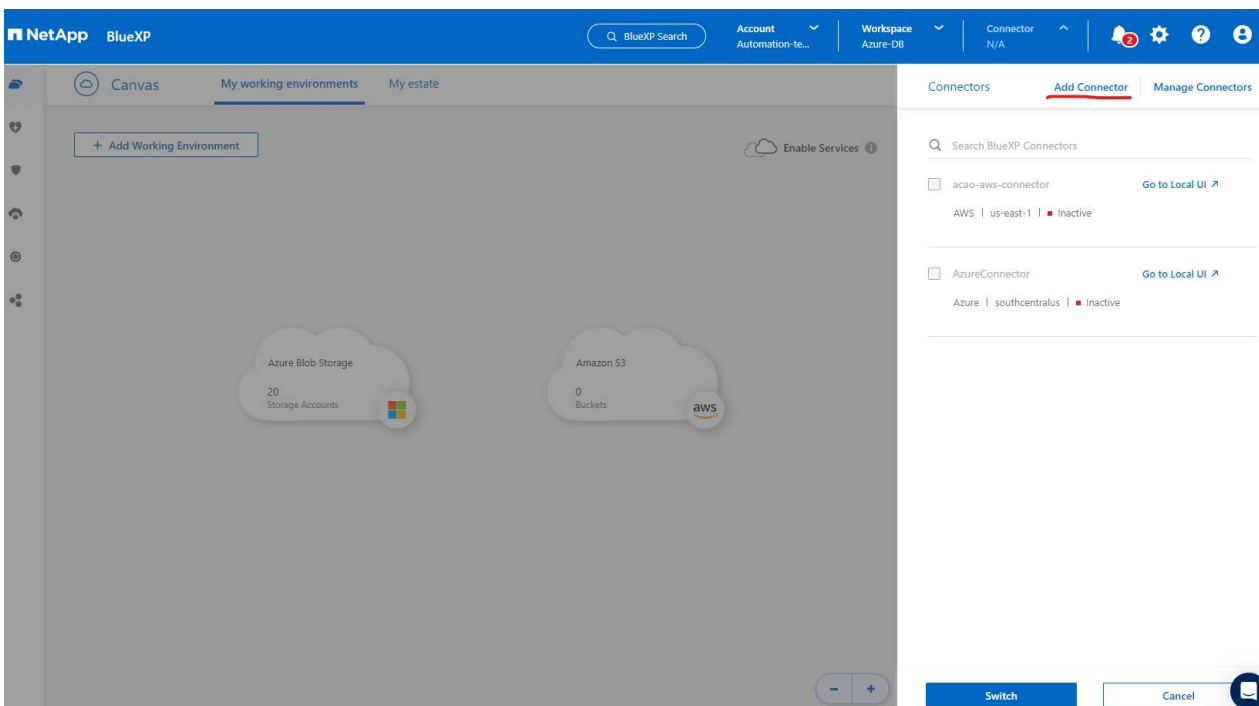 NetApp BlueXP
BlueXP Search
Account
Automation-te...
Workspace
Azure-DB
Connector
N/A
2
Canvas
My working environments
My estate
+ Add Working Environment
Enable Services
Azure Blob Storage
20
Storage Accounts
Amazon S3
0
Buckets
aws
- +
Connectors
Add Connector
Manage Connectors
Search BlueXP Connectors
acao-aws-connector
Go to Local UI
AWS | us-east-1 | Inactive
AzureConnector
Go to Local UI
Azure | southcentralus | Inactive
Switch
Cancel